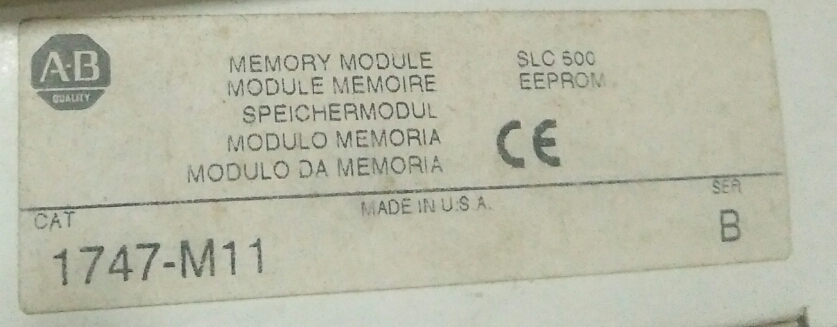 A-B
QUALITY
MEMORY MODULE
MODULE MEMOIRE
SPEICHERMODUL
MODULO MEMORIA
MODULO DA MEMORIA
SLC 500
EEPROM
CE
MADE IN U.S.A.
CAT
1747-M11
SER
B